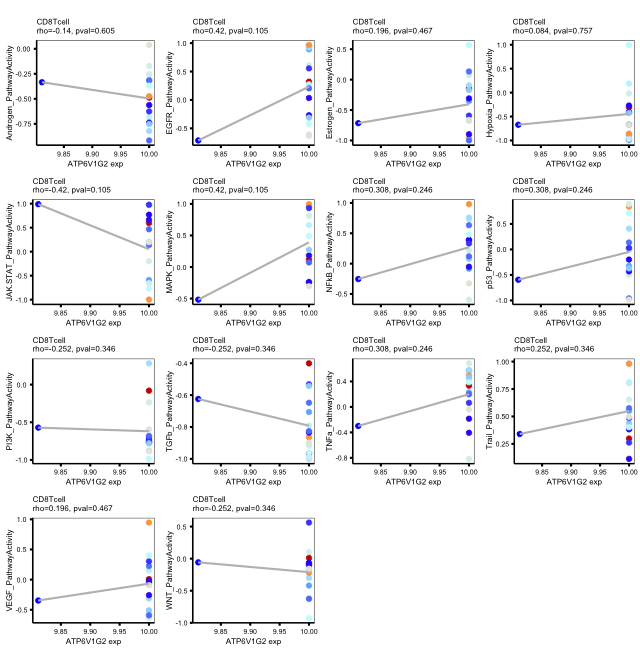 CD8Tcell
rho=-0.14, pval=0.605
Androgen_PathwayActivity
0.00
-0.25
-0.50
-0.75
9.85 9.90 9.95 10.00
ATP6V1G2 exp
CD8Tcell
rho=0.42, pval=0.105
EGFR_PathwayActivity
1.0
0.5
0.0
-0.5
9.85 9.90 9.95 10.00
ATP6V1G2 exp
CD8Tcell
rho=0.196, pval=0.467
Estrogen_PathwayActivity
0.5
0.0
-0.5
-1.0
9.85 9.90 9.95 10.00
ATP6V1G2 exp
CD8Tcell
rho=0.084, pval=0.757
Hypoxia_PathwayActivity
1.0
0.5
0.0
-0.5
-1.0
9.85 9.90 9.95 10.00
ATP6V1G2 exp
CD8Tcell
rho=-0.42, pval=0.105
JAK-STAT_PathwayActivity
1.0
0.5
0.0
-0.5
-1.0
9.85 9.90 9.95 10.00
ATP6V1G2 exp
CD8Tcell
rho=0.42, pval=0.105
MAPK_PathwayActivity
1.0
0.5
0.0
-0.5
9.85 9.90 9.95 10.00
ATP6V1G2 exp
CD8Tcell
rho=0.308, pval=0.246
NFkB_PathwayActivity
1.0
0.5
0.0
-0.5
9.85 9.90 9.95 10.00
ATP6V1G2 exp
CD8Tcell
rho=0.308, pval=0.246
p53_PathwayActivity
0.5
0.0
-0.5
-1.0
9.85 9.90 9.95 10.00
ATP6V1G2 exp
CD8Tcell
rho=-0.252, pval=0.346
PI3K_PathwayActivity
0.0
-0.5
-1.0
9.85 9.90 9.95 10.00
ATP6V1G2 exp
CD8Tcell
rho=-0.252, pval=0.346
TGFb_PathwayActivity
-0.4
-0.6
-0.8
-1.0
9.85 9.90 9.95 10.00
ATP6V1G2 exp
CD8Tcell
rho=0.308, pval=0.246
TNFa_PathwayActivity
0.4
0.0
-0.4
-0.8
9.85 9.90 9.95 10.00
ATP6V1G2 exp
CD8Tcell
rho=0.252, pval=0.346
Trail_PathwayActivity
1.00
0.75
0.50
0.25
9.85 9.90 9.95 10.00
ATP6V1G2 exp
CD8Tcell
rho=0.196, pval=0.467
VEGF_PathwayActivity
1.0
0.5
0.0
-0.5
9.85 9.90 9.95 10.00
ATP6V1G2 exp
CD8Tcell
rho=-0.252, pval=0.346
WNT_PathwayActivity
0.5
0.0
-0.5
-1.0
9.85 9.90 9.95 10.00
ATP6V1G2 exp